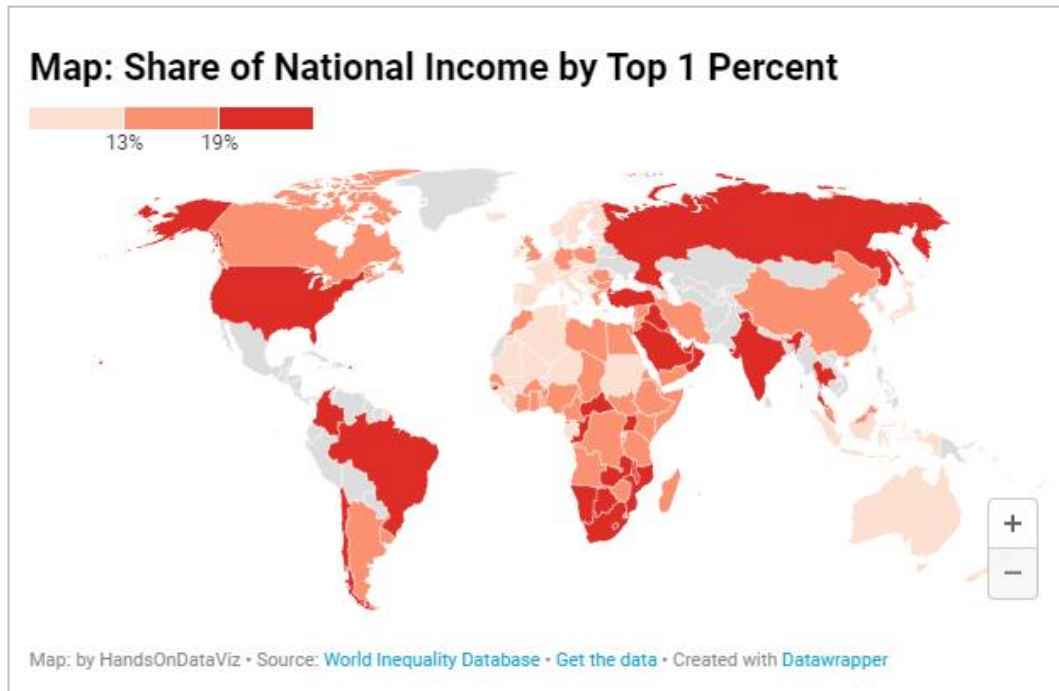 Map: Share of National Income by Top 1 Percent
13% 19%
+
−
Map: by HandsOnDataViz • Source: World Inequality Database • Get the data • Created with Datawrapper